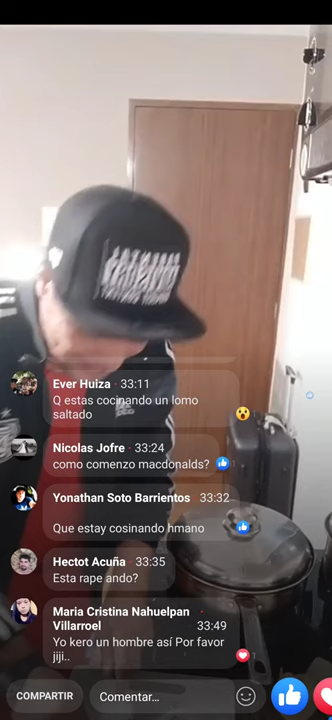 Ever Huiza · 33:11
Q estas cocinando un lomo
saltado
Nicolas Jofre · 33:24
como comenzo macdonalds?
Yonathan Soto Barrientos · 33:32
Que estay cosinando hmano
Hectot Acuña · 33:35
Esta rape ando?
Maria Cristina Nahuelpan ·
Villarroel 33:49
Yo kero un hombre así Por favor
jiji..
1
COMPARTIR
Comentar...